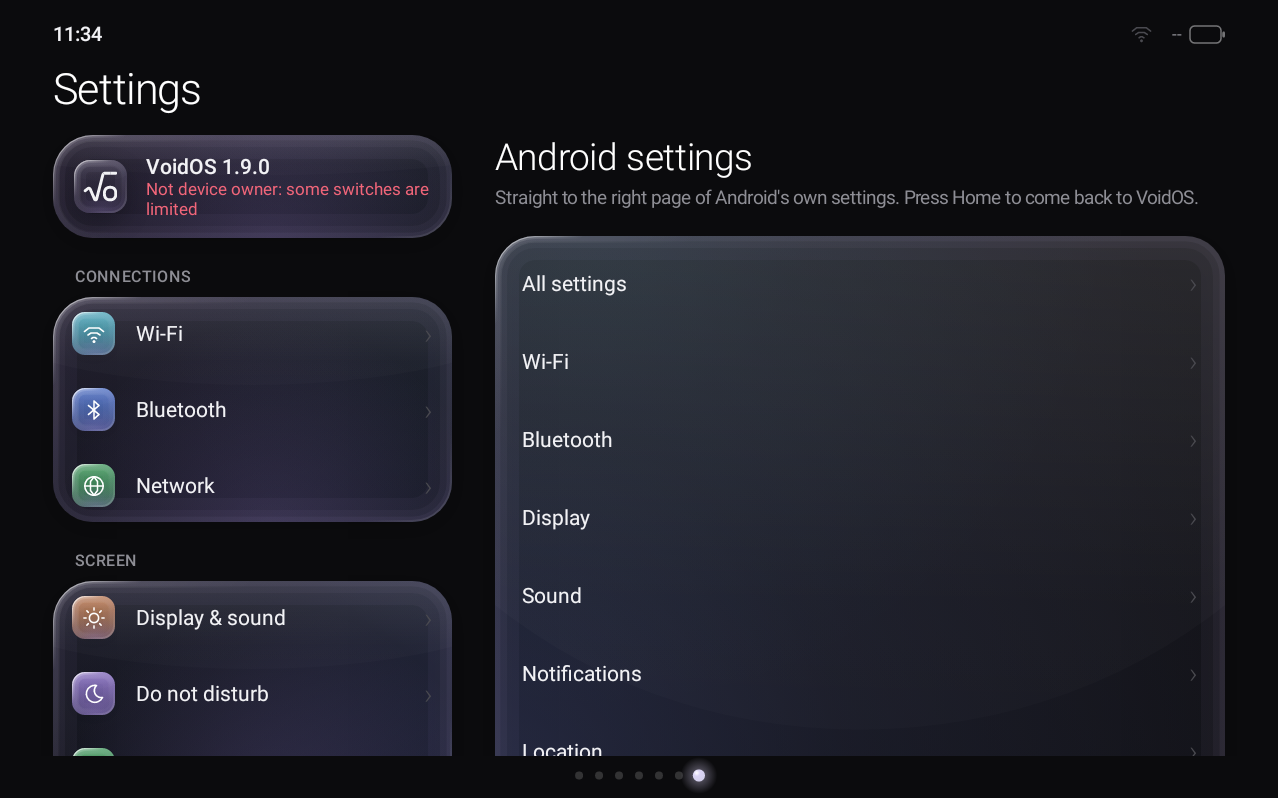 11:34
--
Settings
VoidOS 1.9.0
Not device owner: some switches are
limited
CONNECTIONS
Wi-Fi
Bluetooth
Network
SCREEN
Display & sound
Do not disturb
Android settings
Straight to the right page of Android's own settings. Press Home to come back to VoidOS.
All settings
Wi-Fi
Bluetooth
Display
Sound
Notifications
Location